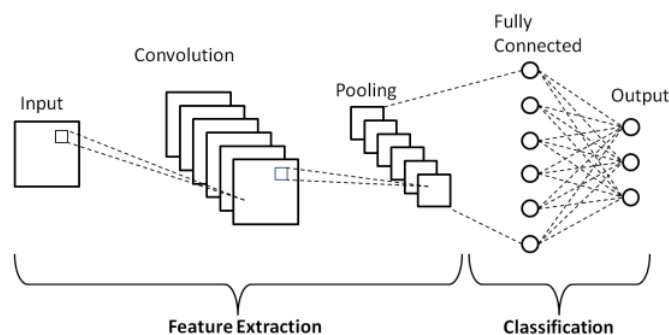 Input
Convolution
Pooling
Fully
Connected
Output
Feature Extraction
Classification